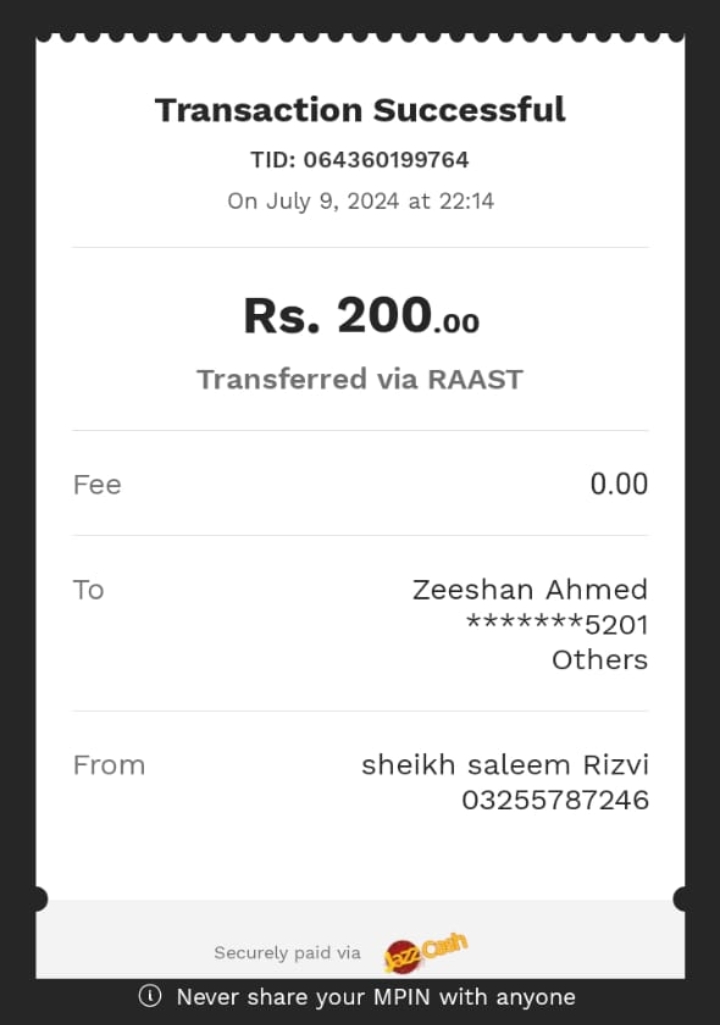 Transaction Successful
TID: 064360199764
On July 9, 2024 at 22:14
Rs. 200.00
Transferred via RAAST
Fee 0.00
To Zeeshan Ahmed
*******5201
Others
From sheikh saleem Rizvi
03255787246
Securely paid via JazzCash
Never share your MPIN with anyone